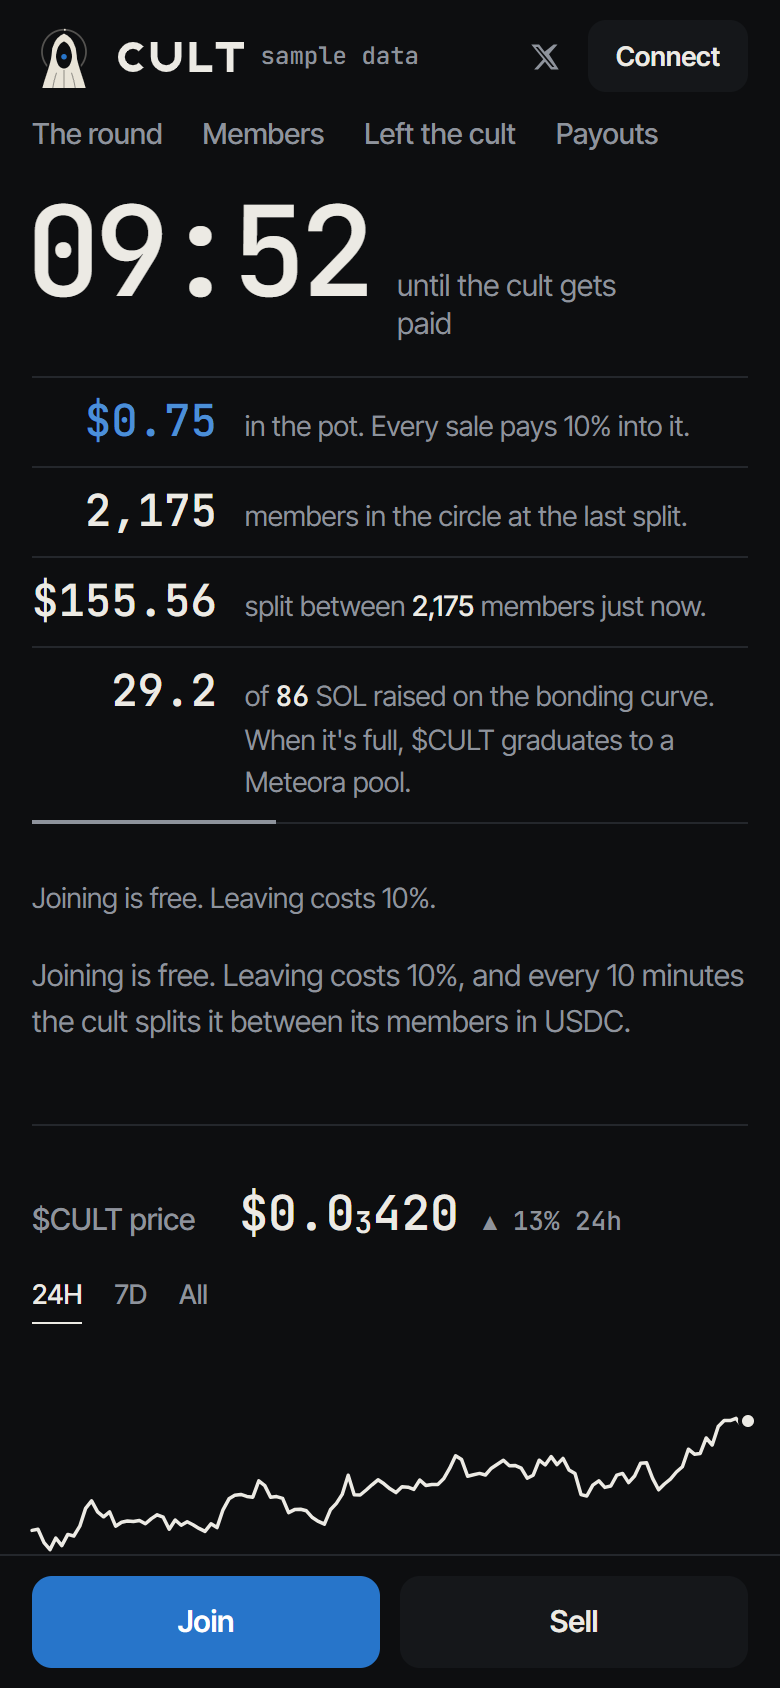 CULT sample data
Connect
The round Members Left the cult Payouts
09:52 until the cult gets
paid
$0.75 in the pot. Every sale pays 10% into it.
2,175 members in the circle at the last split.
$155.56 split between 2,175 members just now.
29.2 of 86 SOL raised on the bonding curve.
When it's full, $CULT graduates to a
Meteora pool.
Joining is free. Leaving costs 10%.
Joining is free. Leaving costs 10%, and every 10 minutes
the cult splits it between its members in USDC.
$CULT price $0.0₃420 ▲ 13% 24h
24H 7D All
Join Sell